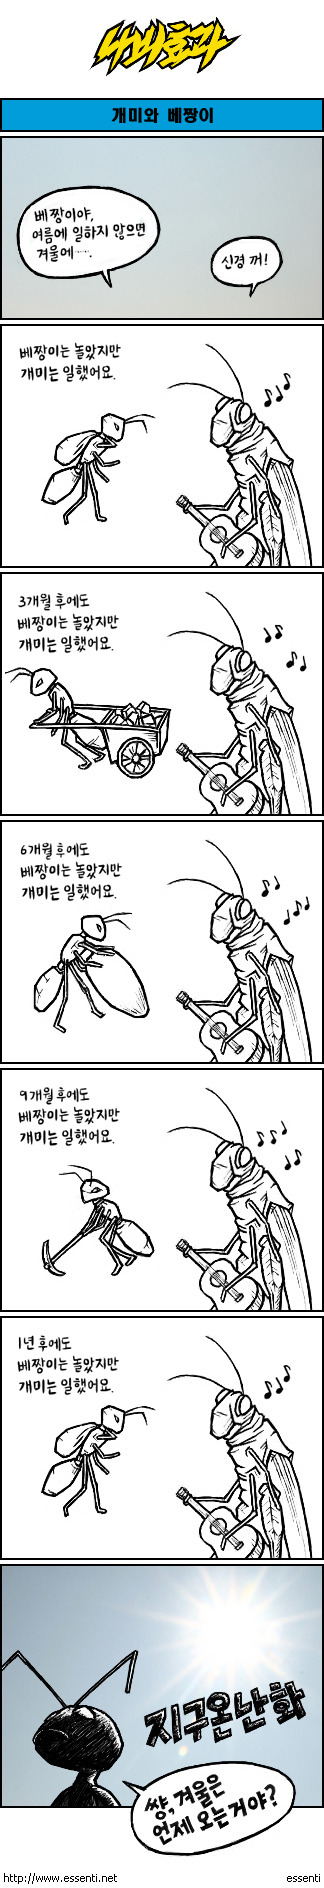 나비효과
개미와 베짱이
베짱이야,
여름에 일하지 않으면
겨울에…….
신경 꺼!
베짱이는 놀았지만
개미는 일했어요.
3개월 후에도
베짱이는 놀았지만
개미는 일했어요.
6개월 후에도
베짱이는 놀았지만
개미는 일했어요.
9개월 후에도
베짱이는 놀았지만
개미는 일했어요.
1년 후에도
베짱이는 놀았지만
개미는 일했어요.
지구온난화
썅, 겨울은
언제 오는거야?
http://www.essenti.net
essenti